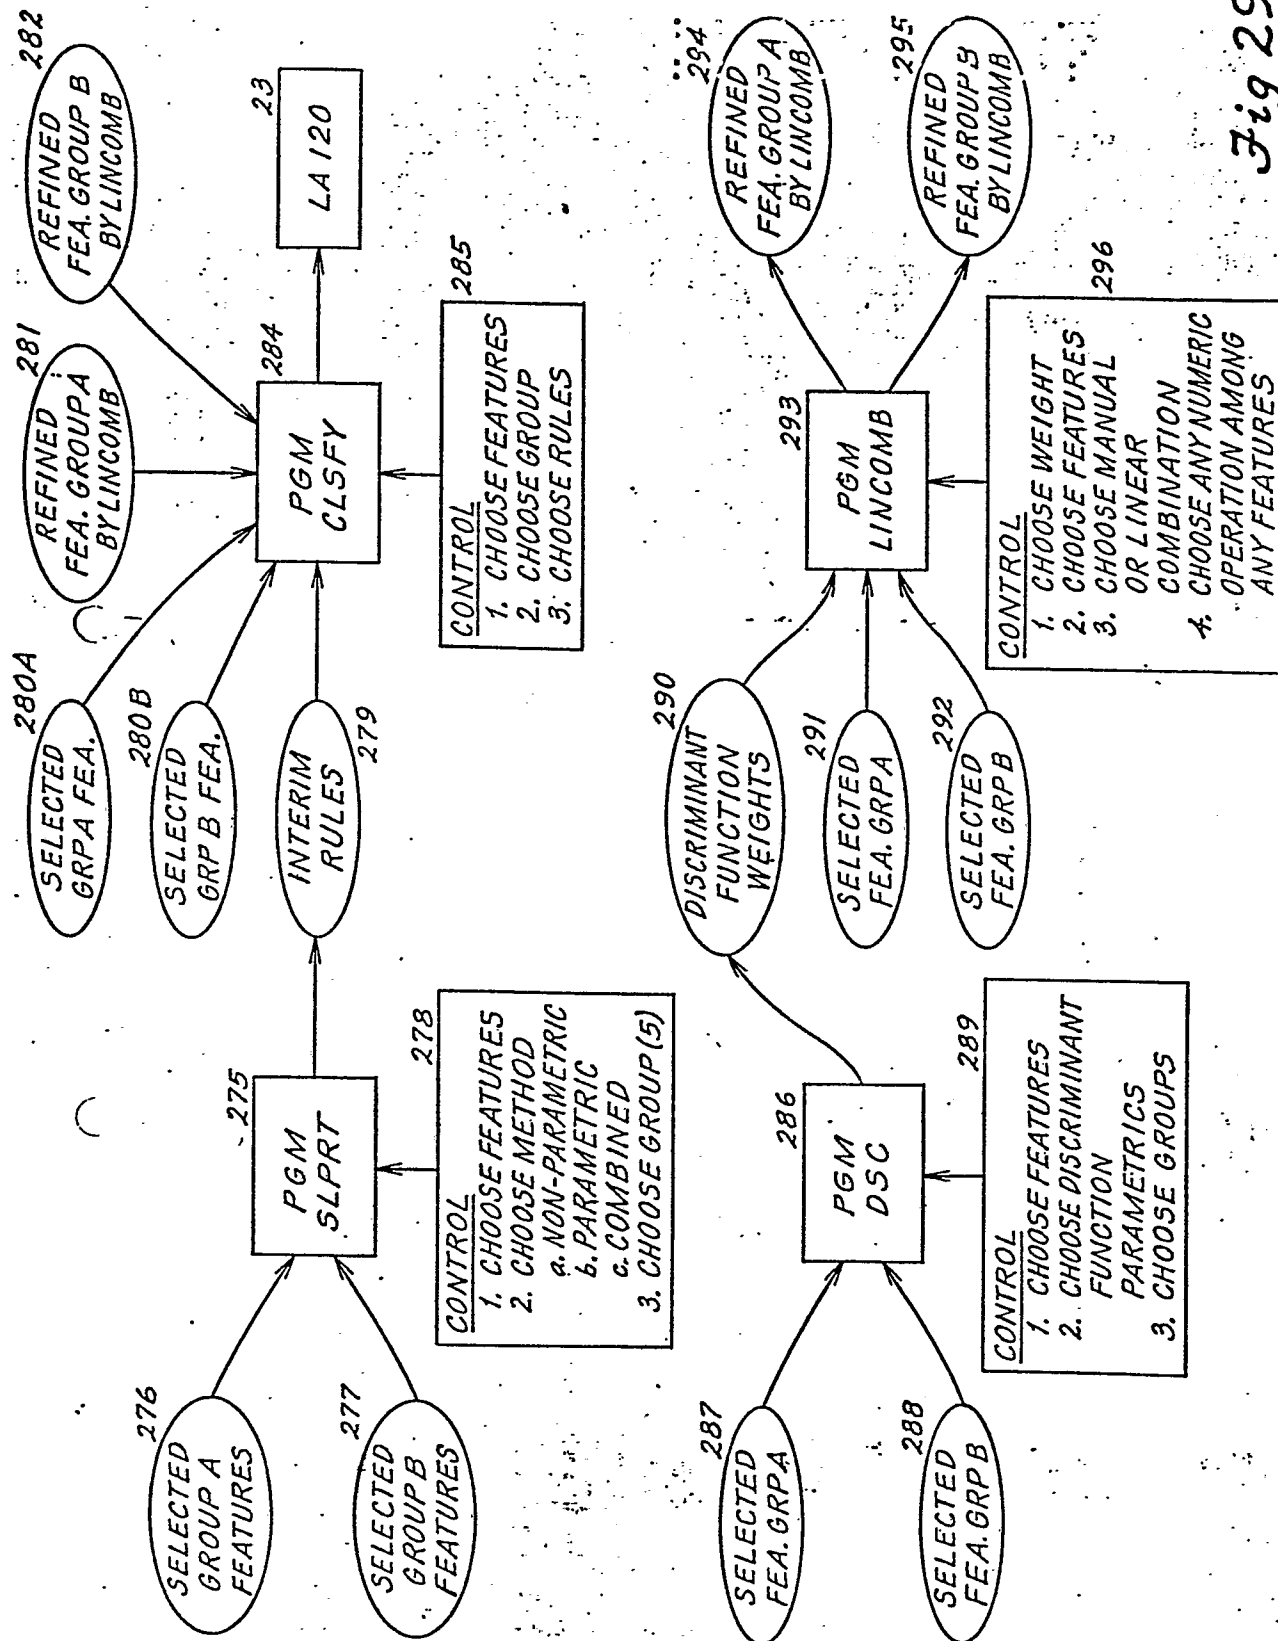 276
SELECTED
GROUP A
FEATURES
277
SELECTED
GROUP B
FEATURES
275
PGM
SLPRT
278
CONTROL
1. CHOOSE FEATURES
2. CHOOSE METHOD
a. NON-PARAMETRIC
b. PARAMETRIC
c. COMBINED
3. CHOOSE GROUP(5)
280A
SELECTED
GRPA FEA.
280B
SELECTED
GRP B FEA.
INTERIM
RULES
279
281
REFINED
FEA. GROUPA
BY LINCOMB
282
REFINED
FEA. GROUP B
BY LINCOMB
284
PGM
CLSFY
23
LA 120
285
CONTROL
1. CHOOSE FEATURES
2. CHOOSE GROUP
3. CHOOSE RULES
287
SELECTED
FEA. GRPA
288
SELECTED
FEA. GRPB
286
PGM
DSC
289
CONTROL
1. CHOOSE FEATURES
2. CHOOSE DISCRIMINANT
FUNCTION
PARAMETRICS
3. CHOOSE GROUPS
290
DISCRIMINANT
FUNCTION
WEIGHTS
291
SELECTED
FEA. GRPA
292
SELECTED
FEA. GRPB
293
PGM
LINCOMB
294
REFINED
FEA. GROUP A
BY LINCOMB
295
REFINED
FEA. GROUP B
BY LINCOMB
296
CONTROL
1. CHOOSE WEIGHT
2. CHOOSE FEATURES
3. CHOOSE MANUAL
OR LINEAR
COMBINATION
4. CHOOSE ANY NUMERIC
OPERATION AMONG
ANY FEATURES
Fig 29